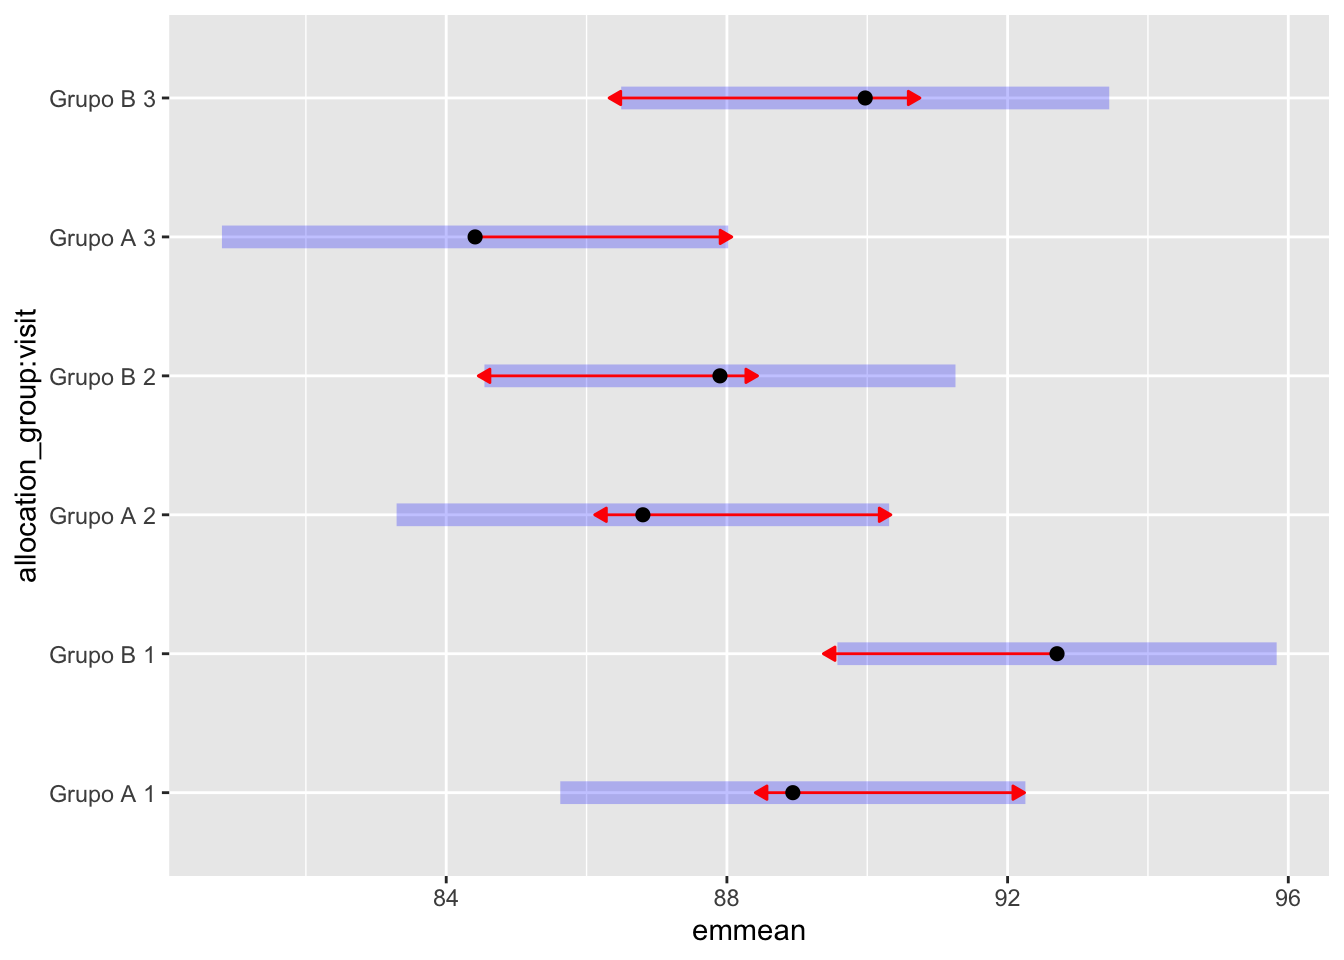 Grupo B 3
Grupo A 3
Grupo B 2
Grupo A 2
Grupo B 1
Grupo A 1
allocation_group:visit
84 88 92 96
emmean